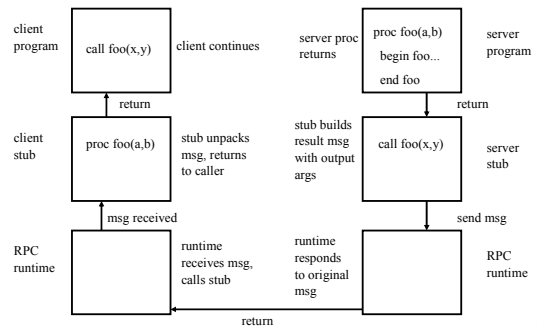 client
program
call foo(x,y)
client continues
server proc
returns
proc foo(a,b)
begin foo...
end foo
server
program
return
return
client
stub
proc foo(a,b)
stub unpacks
msg, returns
to caller
stub builds
result msg
with output
args
call foo(x,y)
server
stub
msg received
send msg
RPC
runtime
runtime
receives msg,
calls stub
runtime
responds
to original
msg
RPC
runtime
return